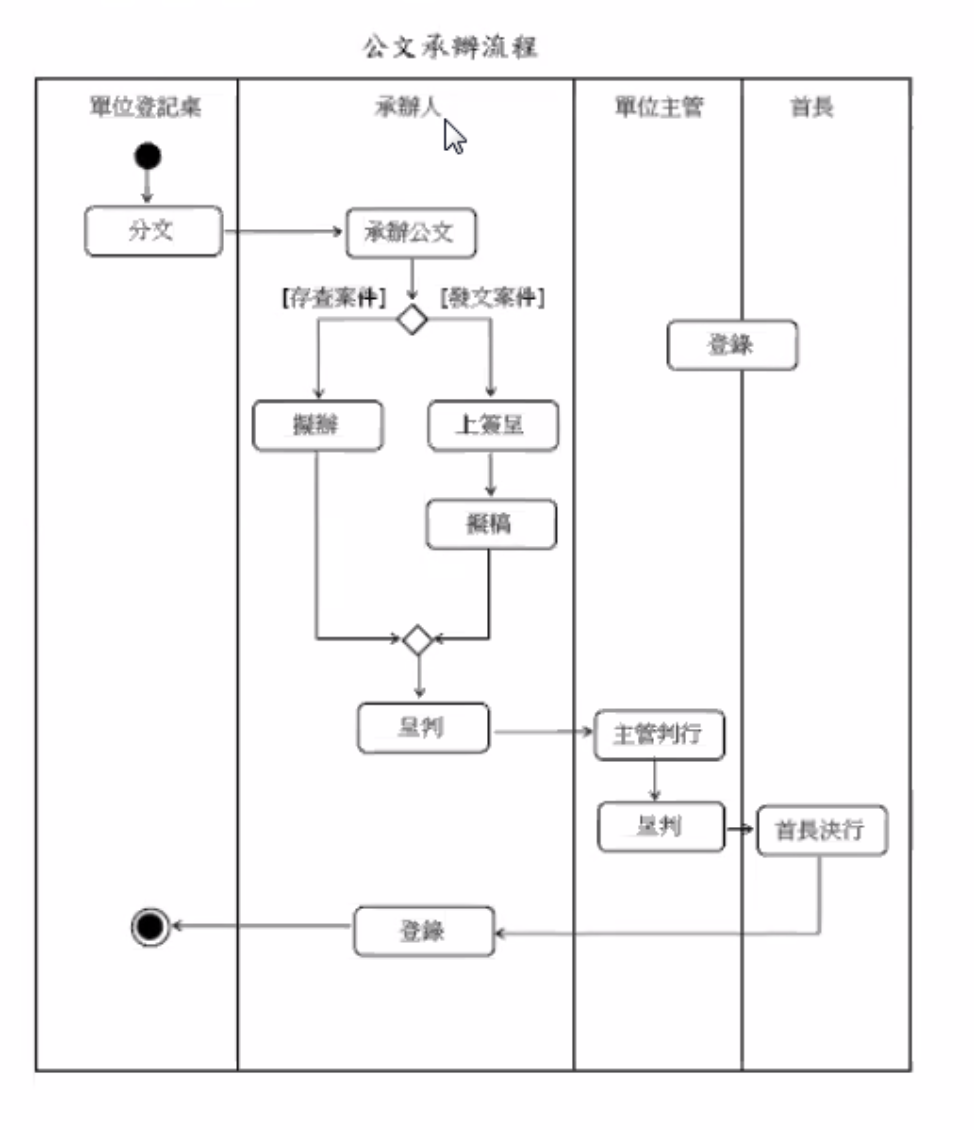 公文承辦流程
單位登記桌
承辦人
單位主管
首長
分文
承辦公文
[存查案件]
[發文案件]
登錄
擬辦
上簽呈
擬稿
呈判
主管判行
呈判
首長決行
登錄